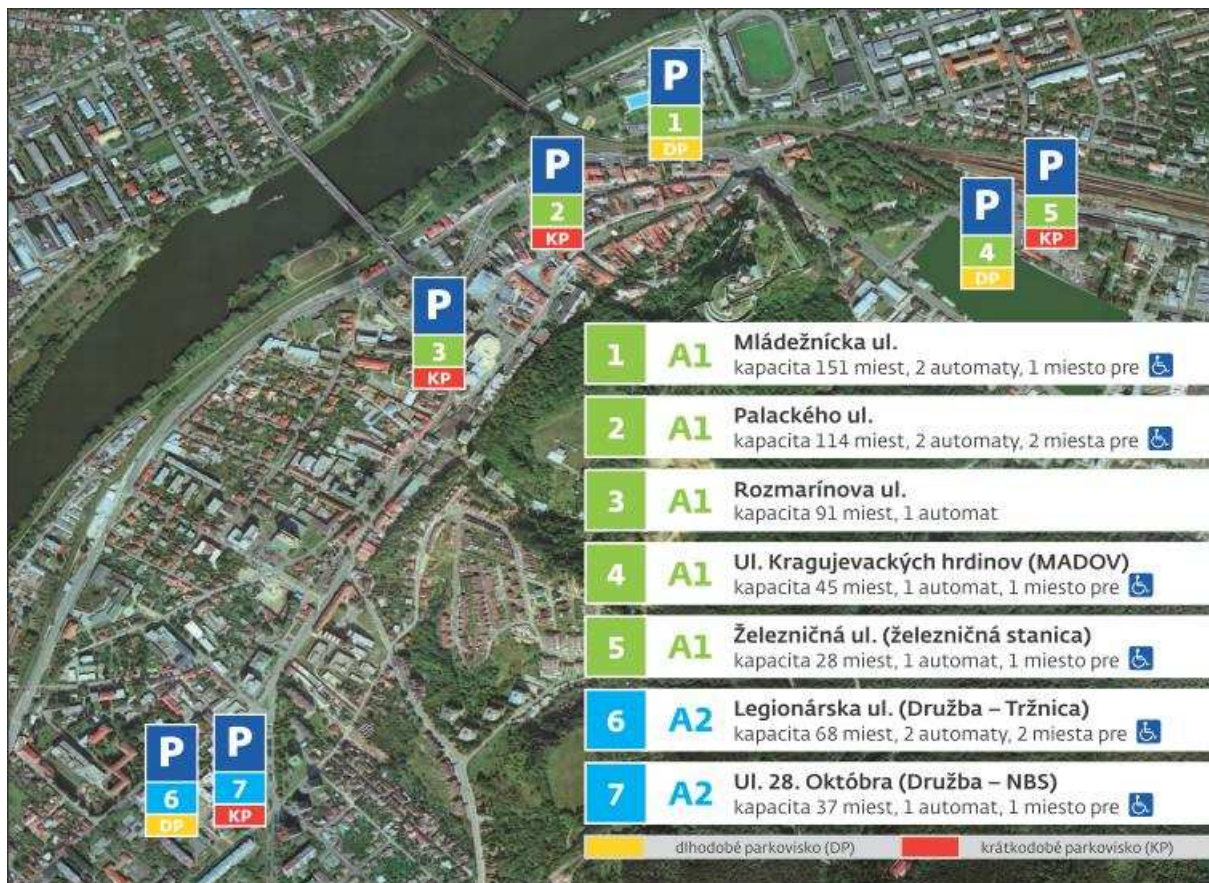 P
1
DP
P
2
KP
P
5
KP
P
4
DP
P
3
KP
1 A1 Mládežnícka ul.
kapacita 151 miest, 2 automaty, 1 miesto pre
2 A1 Palackého ul.
kapacita 114 miest, 2 automaty, 2 miesta pre
3 A1 Rozmarínova ul.
kapacita 91 miest, 1 automat
4 A1 Ul. Kragujevackých hrdinov (MADOV)
kapacita 45 miest, 1 automat, 1 miesto pre
5 A1 Železničná ul. (železničná stanica)
kapacita 28 miest, 1 automat, 1 miesto pre
6 A2 Legionárska ul. (Družba – Tržnica)
kapacita 68 miest, 2 automaty, 2 miesta pre
7 A2 Ul. 28. Októbra (Družba – NBS)
kapacita 37 miest, 1 automat, 1 miesto pre
P
6
DP
P
7
KP
dlhodobé parkovisko (DP) krátkodobé parkovisko (KP)